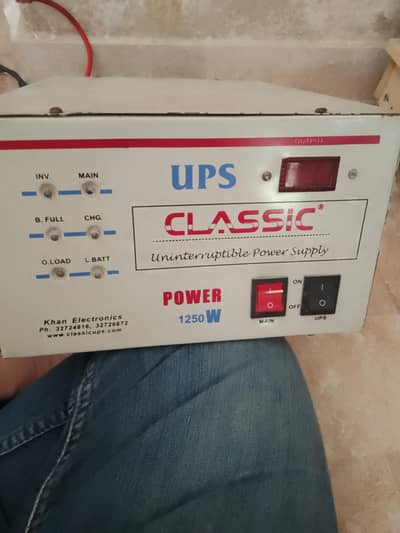 OUTPUT
INV. MAIN
UPS
B.FULL CHG.
CLASSiC®
Uninterruptible Power Supply
O.LOAD L.BATT
POWER
1250W
ON
OFF
MAIN UPS
Khan Electronics
Ph: 32724816, 32726872
www.classicups.com